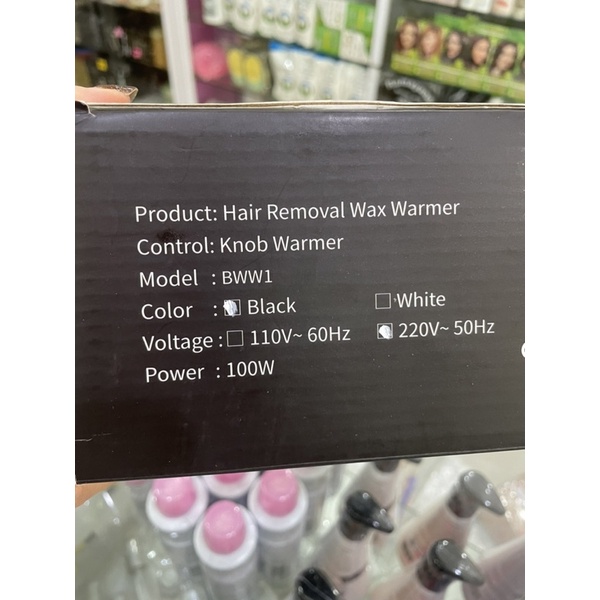 Product: Hair Removal Wax Warmer
Control: Knob Warmer
Model : BWW1
Color : Black White
Voltage : 110V~ 60Hz 220V~ 50Hz
Power : 100W